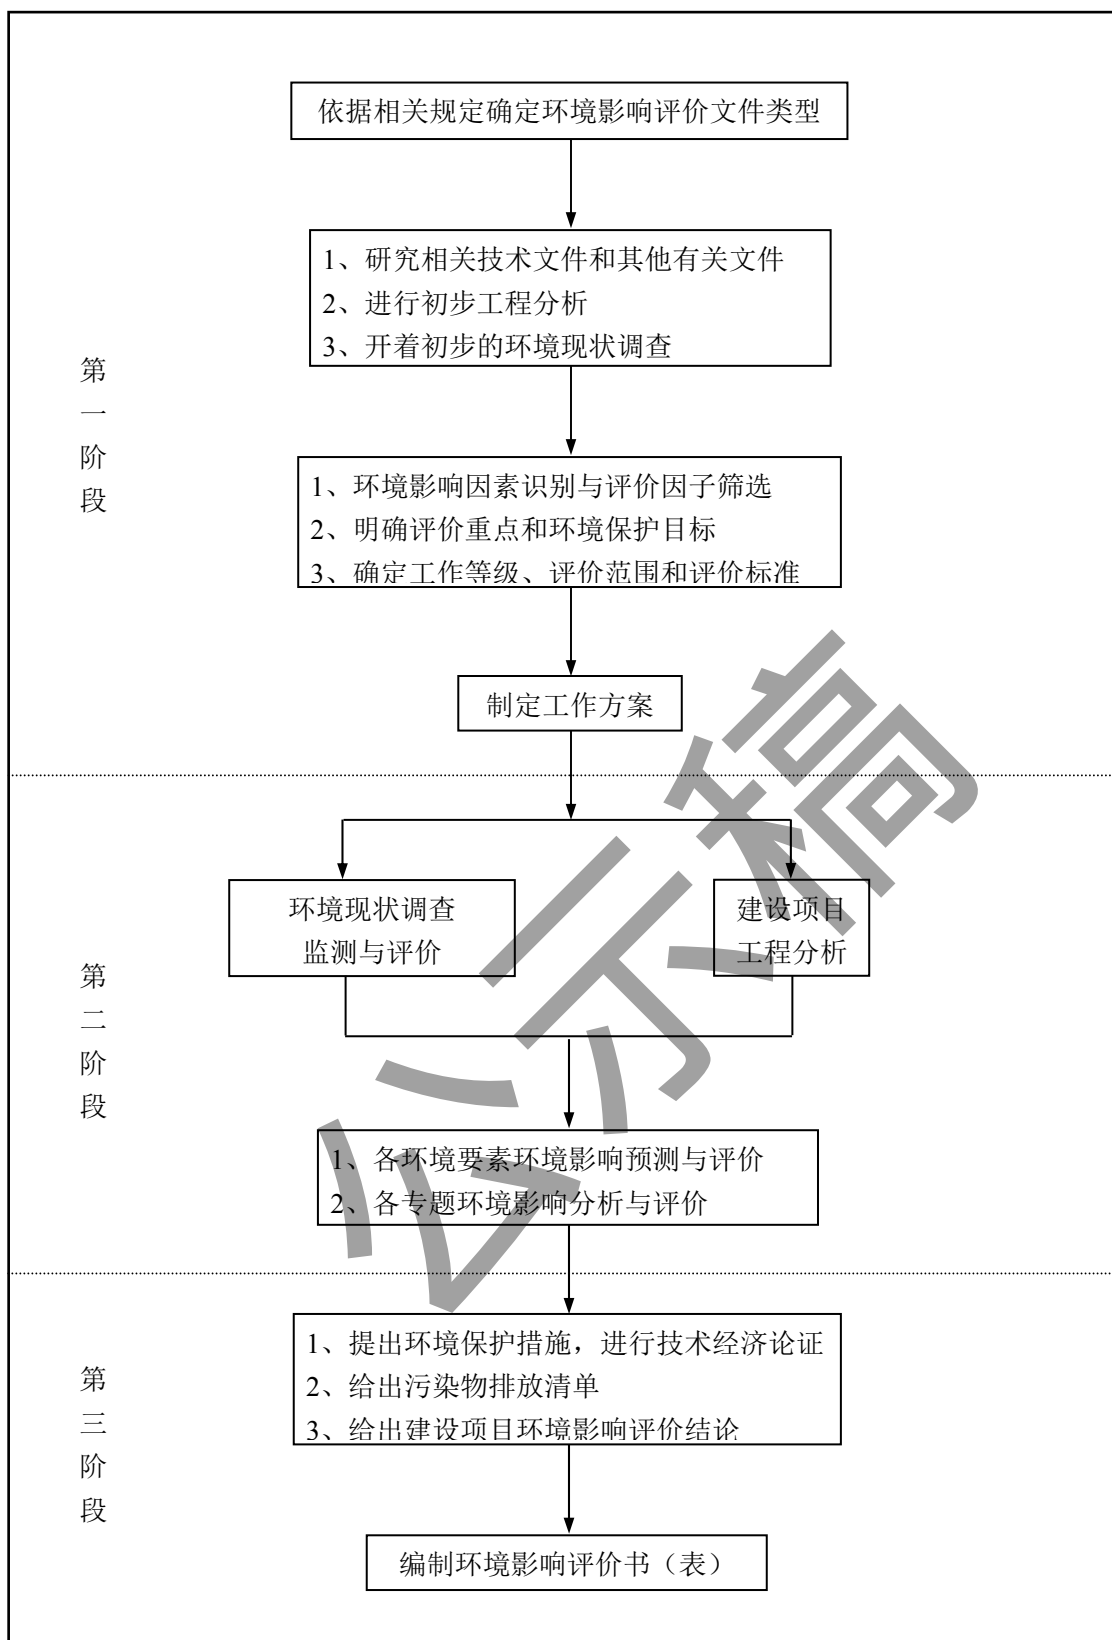 依据相关规定确定环境影响评价文件类型
1、研究相关技术文件和其他有关文件
2、进行初步工程分析
3、开着初步的环境现状调查
第一阶段
1、环境影响因素识别与评价因子筛选
2、明确评价重点和环境保护目标
3、确定工作等级、评价范围和评价标准
制定工作方案
环境现状调查
监测与评价
建设项目
工程分析
第二阶段
1、各环境要素环境影响预测与评价
2、各专题环境影响分析与评价
1、提出环境保护措施，进行技术经济论证
2、给出污染物排放清单
3、给出建设项目环境影响评价结论
第三阶段
编制环境影响评价书（表）
公示稿